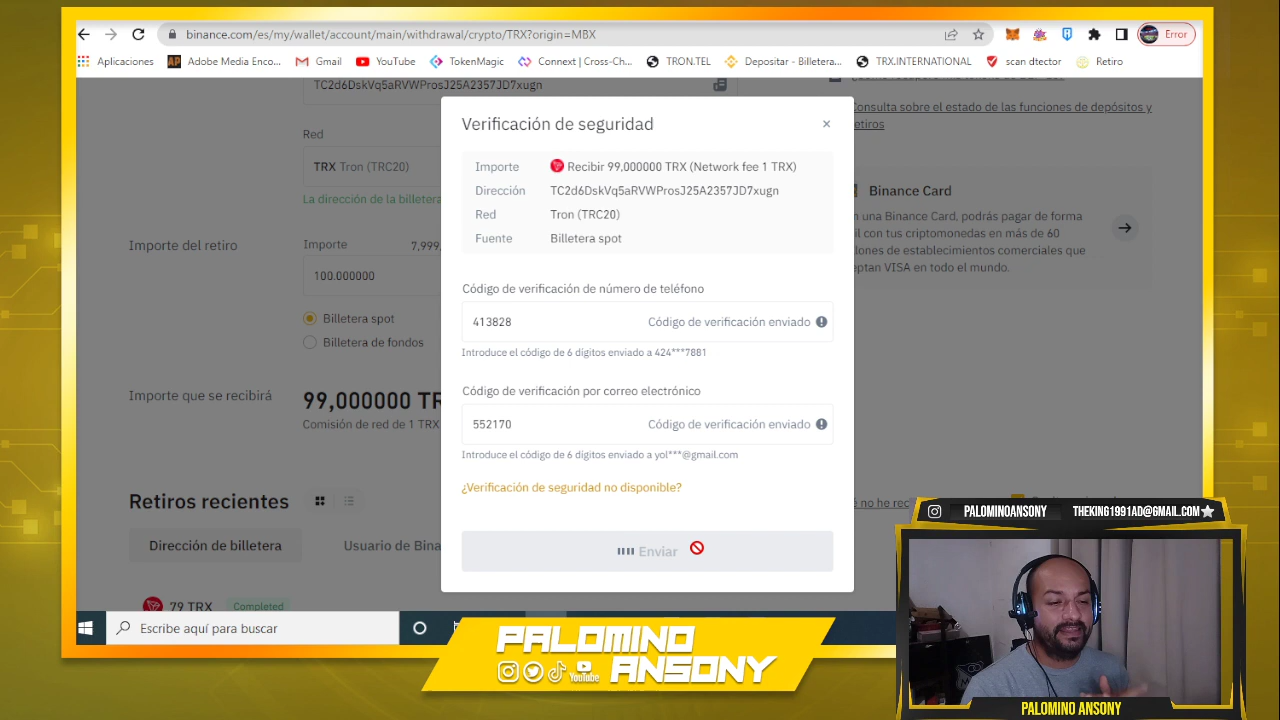 binance.com/es/my/wallet/account/main/withdrawal/crypto/TRX?origin=MBX
Error
Aplicaciones
Adobe Media Enco...
Gmail
YouTube
TokenMagic
Connext | Cross-Ch...
TRON.TEL
Depositar - Billetera...
TRX.INTERNATIONAL
scan dtector
Retiro
TC2d6DskVq5aRVWProsJ25A2357JD7xugn
Consulta sobre el estado de las funciones de depósitos y
retiros
Red
TRX Tron (TRC20)
La dirección de la billetera
Importe del retiro
Importe
7,999,
100.000000
Billetera spot
Billetera de fondos
Importe que se recibirá
99,000000 TR
Comisión de red de 1 TRX
Verificación de seguridad
×
Importe
Recibir 99,000000 TRX (Network fee 1 TRX)
Dirección
TC2d6DskVq5aRVWProsJ25A2357JD7xugn
Red
Tron (TRC20)
Fuente
Billetera spot
Código de verificación de número de teléfono
413828
Código de verificación enviado
Introduce el código de 6 dígitos enviado a 424***7881
Código de verificación por correo electrónico
552170
Código de verificación enviado
Introduce el código de 6 dígitos enviado a yol***@gmail.com
¿Verificación de seguridad no disponible?
Enviar
Binance Card
n una Binance Card, podrás pagar de forma
il con tus criptomonedas en más de 60
llones de establecimientos comerciales que
eptan VISA en todo el mundo.
Retiros recientes
Dirección de billetera
Usuario de Bina
é no he rec
79 TRX
Completed
Escribe aquí para buscar
PALOMINO
ANSONY
YouTube
PALOMINOANSONY
THEKING1991AD@GMAIL.COM
PALOMINO ANSONY